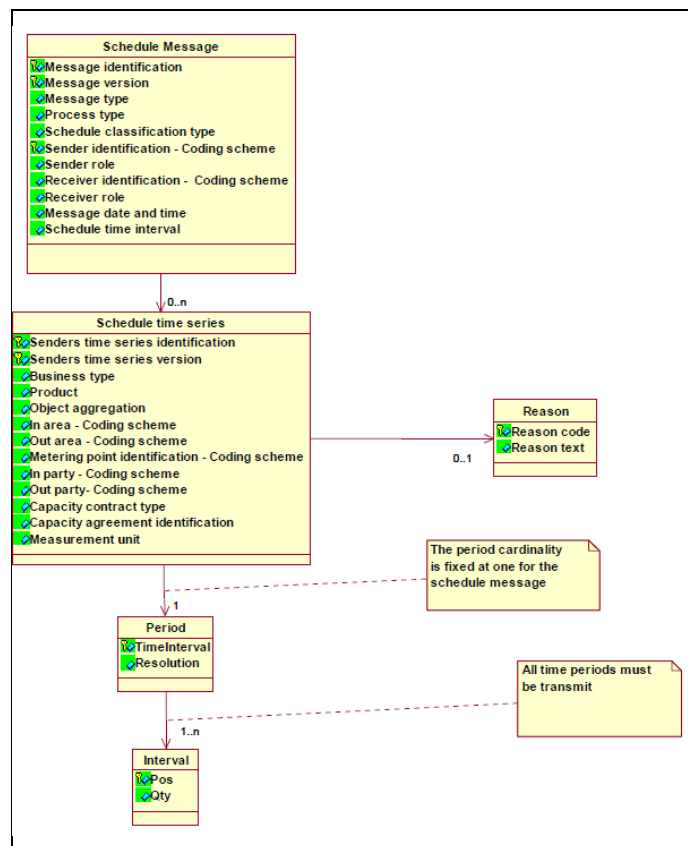 Schedule Message
Message identification
Message version
Message type
Process type
Schedule classification type
Sender identification - Coding scheme
Sender role
Receiver identification - Coding scheme
Receiver role
Message date and time
Schedule time interval
0..n
Schedule time series
Senders time series identification
Senders time series version
Business type
Product
Object aggregation
In area - Coding scheme
Out area - Coding scheme
Metering point identification - Coding scheme
In party - Coding scheme
Out party- Coding scheme
Capacity contract type
Capacity agreement identification
Measurement unit
0..1
Reason
Reason code
Reason text
The period cardinality
is fixed at one for the
schedule message
1
Period
TimeInterval
Resolution
All time periods must
be transmit
1..n
Interval
Pos
Qty